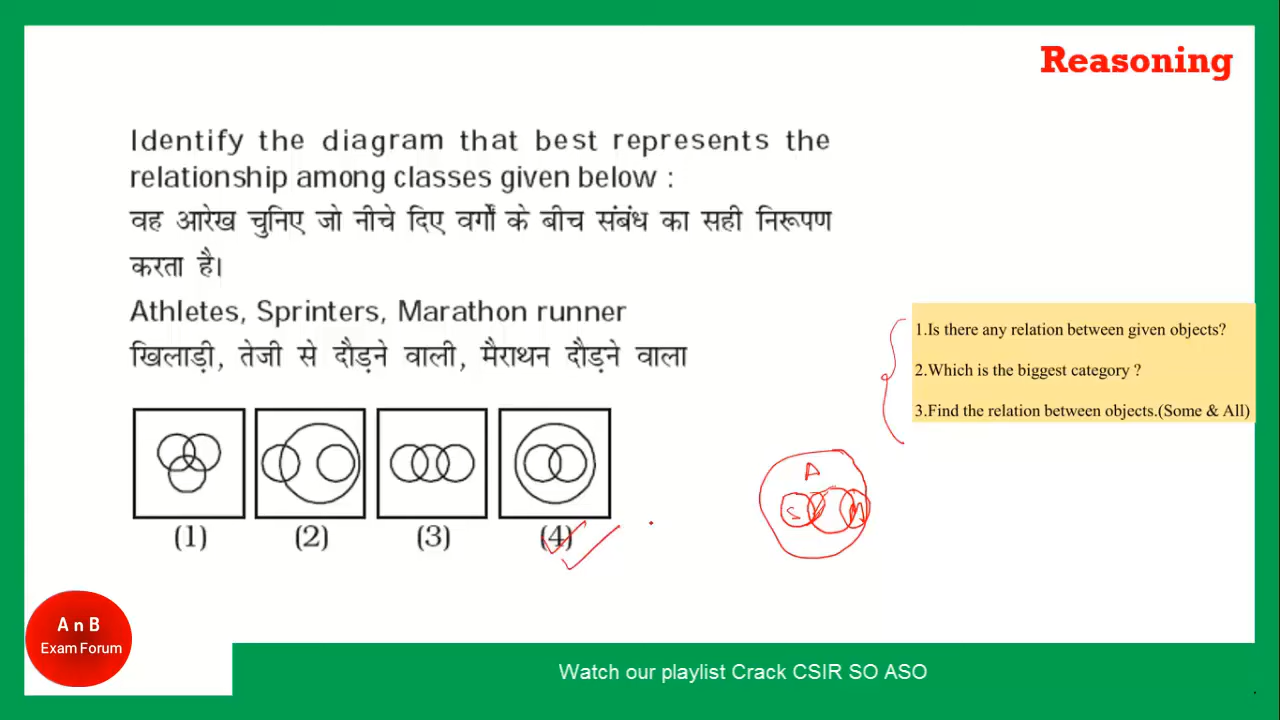 Reasoning
Identify the diagram that best represents the
relationship among classes given below :
वह आरेख चुनिए जो नीचे दिए वर्गों के बीच संबंध का सही निरूपण
करता है।
Athletes, Sprinters, Marathon runner
खिलाड़ी, तेजी से दौड़ने वाली, मैराथन दौड़ने वाला
(1) (2) (3) (4)
1.Is there any relation between given objects?
2.Which is the biggest category ?
3.Find the relation between objects.(Some & All)
A
S M
A n B
Exam Forum
Watch our playlist Crack CSIR SO ASO